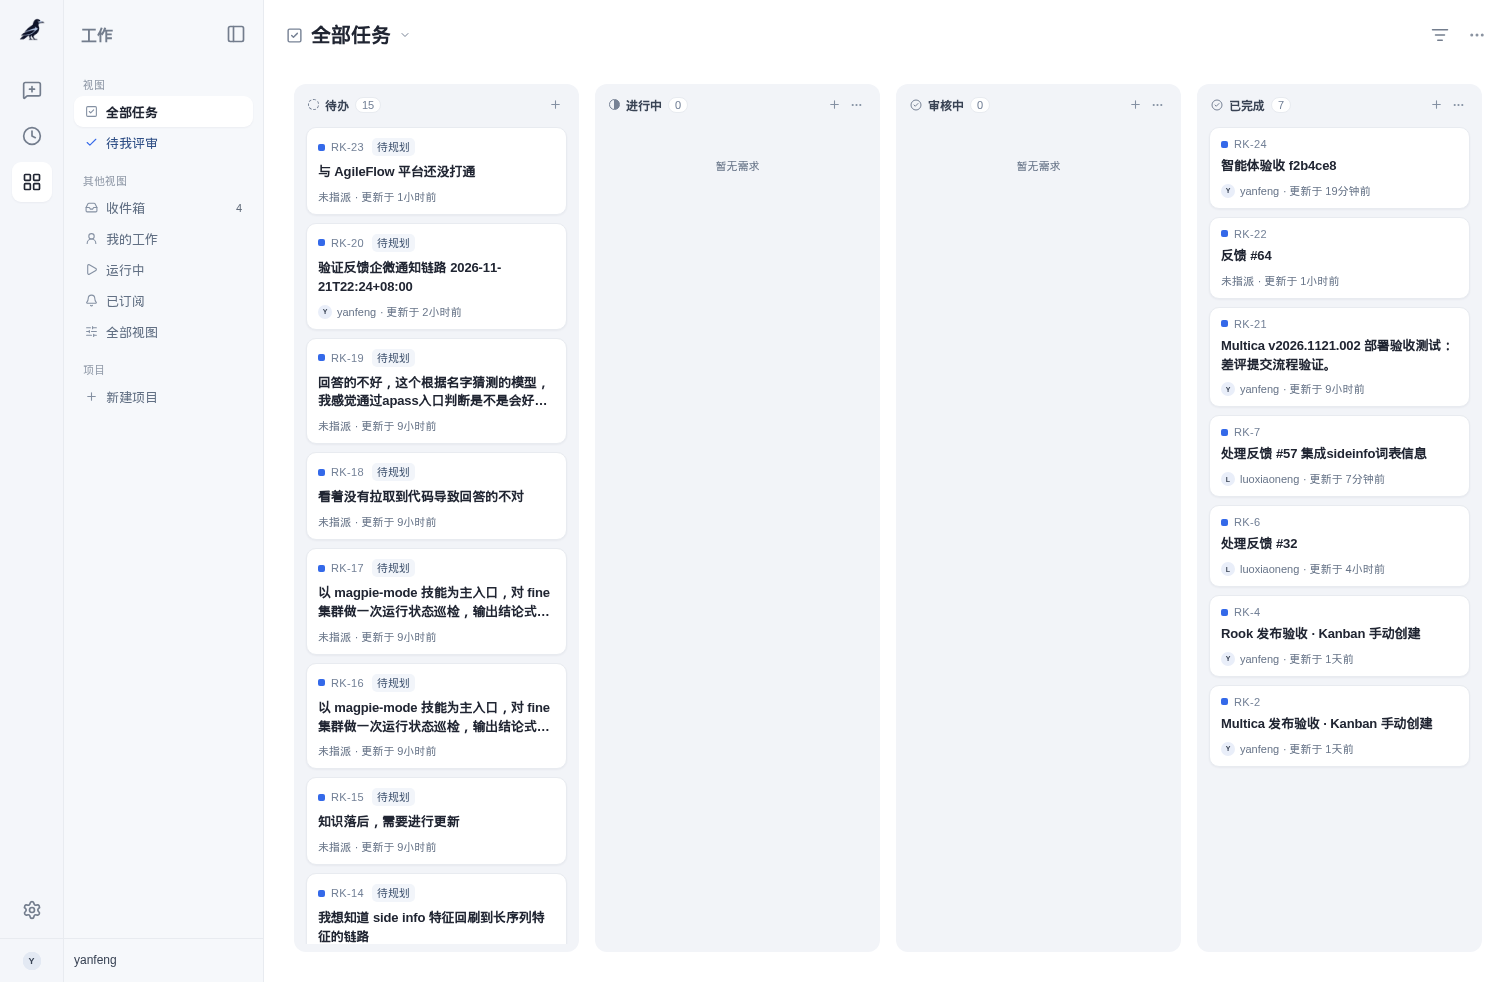 工作
视图
全部任务
待我评审
其他视图
收件箱 4
我的工作
运行中
已订阅
全部视图
项目
新建项目
Y yanfeng
全部任务
待办 15
RK-23 待规划
与 AgileFlow 平台还没打通
未指派 · 更新于 1小时前
RK-20 待规划
验证反馈企微通知链路 2026-11-
21T22:24+08:00
Y yanfeng · 更新于 2小时前
RK-19 待规划
回答的不好，这个根据名字猜测的模型，
我感觉通过apass入口判断是不是会好…
未指派 · 更新于 9小时前
RK-18 待规划
看着没有拉取到代码导致回答的不对
未指派 · 更新于 9小时前
RK-17 待规划
以 magpie-mode 技能为主入口，对 fine
集群做一次运行状态巡检，输出结论式…
未指派 · 更新于 9小时前
RK-16 待规划
以 magpie-mode 技能为主入口，对 fine
集群做一次运行状态巡检，输出结论式…
未指派 · 更新于 9小时前
RK-15 待规划
知识落后，需要进行更新
未指派 · 更新于 9小时前
RK-14 待规划
我想知道 side info 特征回刷到长序列特
征的链路
进行中 0
暂无需求
审核中 0
暂无需求
已完成 7
RK-24
智能体验收 f2b4ce8
Y yanfeng · 更新于 19分钟前
RK-22
反馈 #64
未指派 · 更新于 1小时前
RK-21
Multica v2026.1121.002 部署验收测试：
差评提交流程验证。
Y yanfeng · 更新于 9小时前
RK-7
处理反馈 #57 集成sideinfo词表信息
L luoxiaoneng · 更新于 7分钟前
RK-6
处理反馈 #32
L luoxiaoneng · 更新于 4小时前
RK-4
Rook 发布验收 · Kanban 手动创建
Y yanfeng · 更新于 1天前
RK-2
Multica 发布验收 · Kanban 手动创建
Y yanfeng · 更新于 1天前